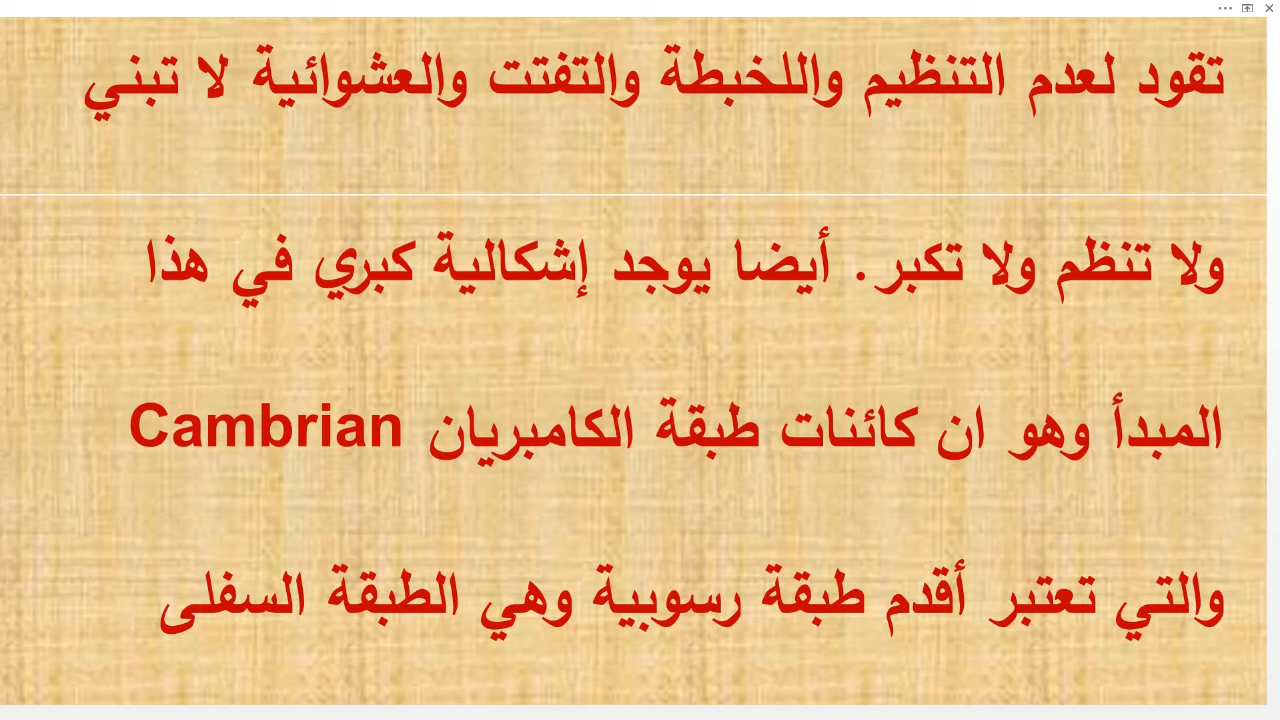 تقود لعدم التنظيم واللخبطة والتفتت والعشوائية لا تبني
ولا تنظم ولا تكبر. أيضا يوجد إشكالية كبري في هذا
المبدأ وهو ان كائنات طبقة الكامبريان Cambrian
والتي تعتبر أقدم طبقة رسوبية وهي الطبقة السفلى